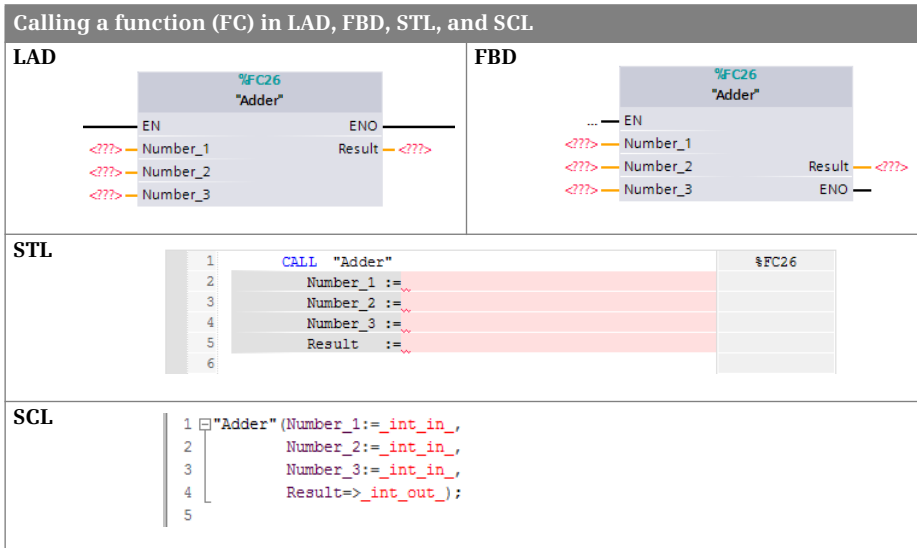 Calling a function (FC) in LAD, FBD, STL, and SCL
LAD
%FC26
"Adder"
EN ENO
<???> Number_1 Result <???>
<???> Number_2
<???> Number_3
FBD
%FC26
"Adder"
... EN
<???> Number_1
<???> Number_2 Result <???>
<???> Number_3 ENO
STL
1 CALL "Adder" %FC26
2 Number_1 :=
3 Number_2 :=
4 Number_3 :=
5 Result :=
6
SCL
1 "Adder"(Number_1:=_int_in_,
2 Number_2:=_int_in_,
3 Number_3:=_int_in_,
4 Result=>_int_out_);
5